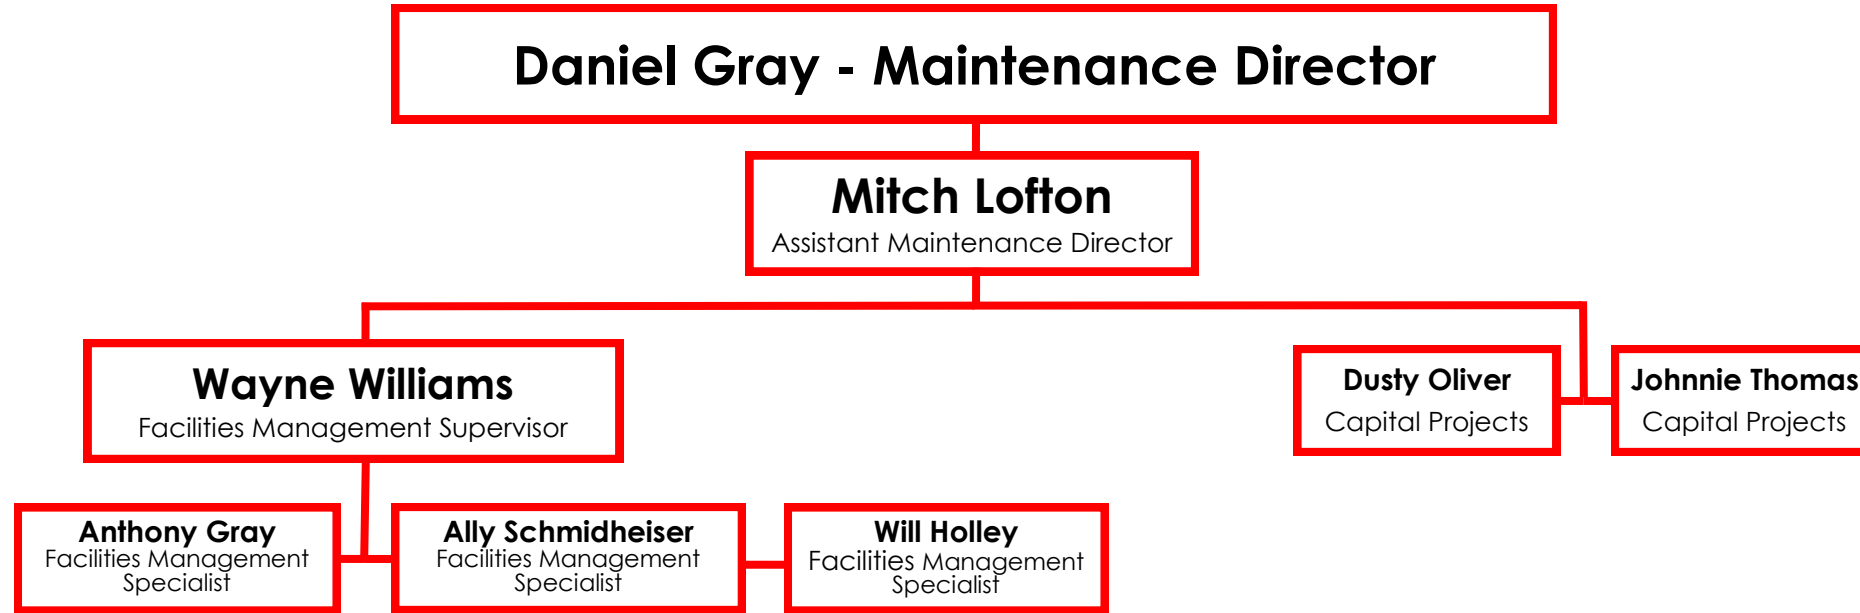 Daniel Gray - Maintenance Director
Mitch Lofton
Assistant Maintenance Director
Wayne Williams
Facilities Management Supervisor
Dusty Oliver
Capital Projects
Johnnie Thomas
Capital Projects
Anthony Gray
Facilities Management
Specialist
Ally Schmidheiser
Facilities Management
Specialist
Will Holley
Facilities Management
Specialist